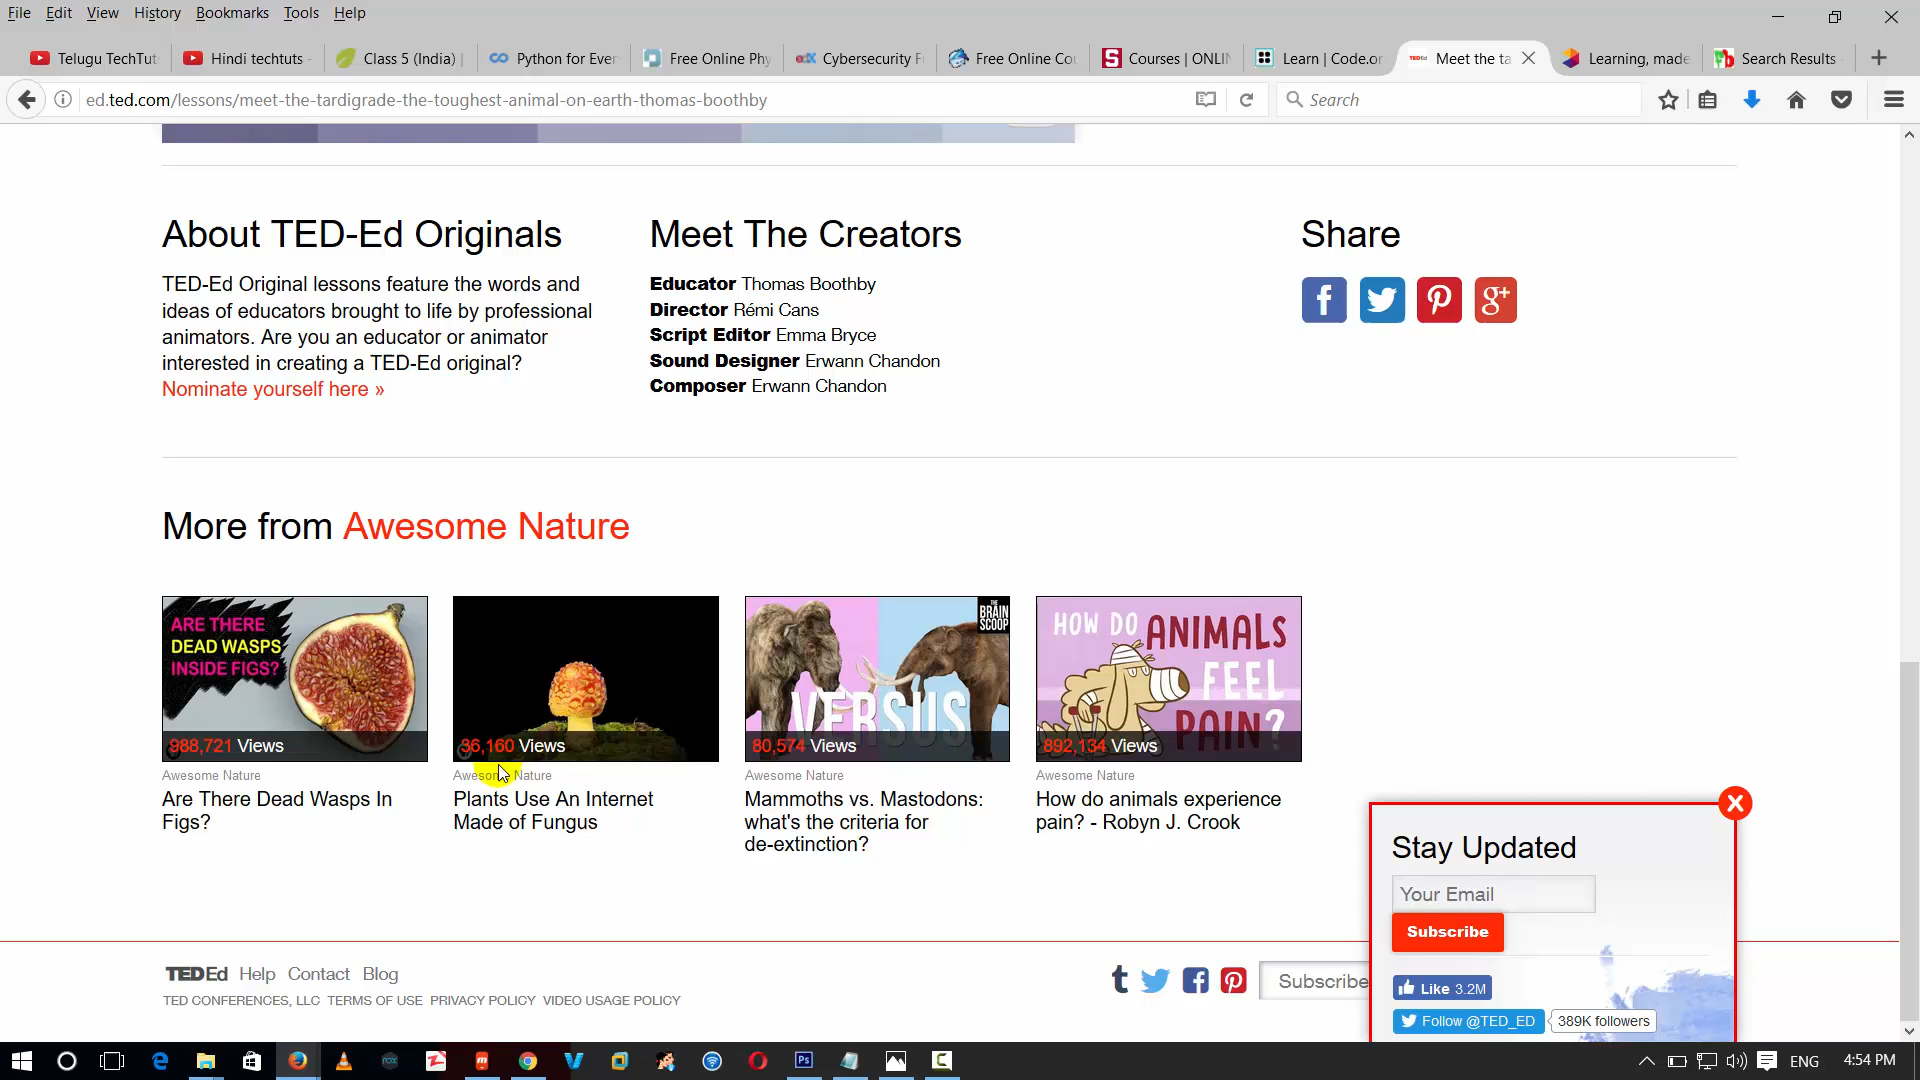 File Edit View History Bookmarks Tools Help
Telugu TechTut
Hindi techtuts -
Class 5 (India) |
Python for Ever
Free Online Phy
edX Cybersecurity F
Free Online Cou
S Courses | ONLIN
Learn | Code.or
TED Ed Meet the ta
Learning, made
Search Results
ed.ted.com/lessons/meet-the-tardigrade-the-toughest-animal-on-earth-thomas-boothby
Search
About TED-Ed Originals
TED-Ed Original lessons feature the words and
ideas of educators brought to life by professional
animators. Are you an educator or animator
interested in creating a TED-Ed original?
Nominate yourself here »
Meet The Creators
Educator Thomas Boothby
Director Rémi Cans
Script Editor Emma Bryce
Sound Designer Erwann Chandon
Composer Erwann Chandon
Share
More from Awesome Nature
ARE THERE
DEAD WASPS
INSIDE FIGS?
988,721 Views
Awesome Nature
Are There Dead Wasps In
Figs?
36,160 Views
Awesome Nature
Plants Use An Internet
Made of Fungus
THE
BRAIN
SCOOP
VERSUS
80,574 Views
Awesome Nature
Mammoths vs. Mastodons:
what's the criteria for
de-extinction?
HOW DO ANIMALS
FEEL
PAIN?
892,134 Views
Awesome Nature
How do animals experience
pain? - Robyn J. Crook
Stay Updated
Your Email
Subscribe
Like 3.2M
Follow @TED_ED 389K followers
TEDEd Help Contact Blog
TED CONFERENCES, LLC TERMS OF USE PRIVACY POLICY VIDEO USAGE POLICY
Subscribe
ENG
4:54 PM